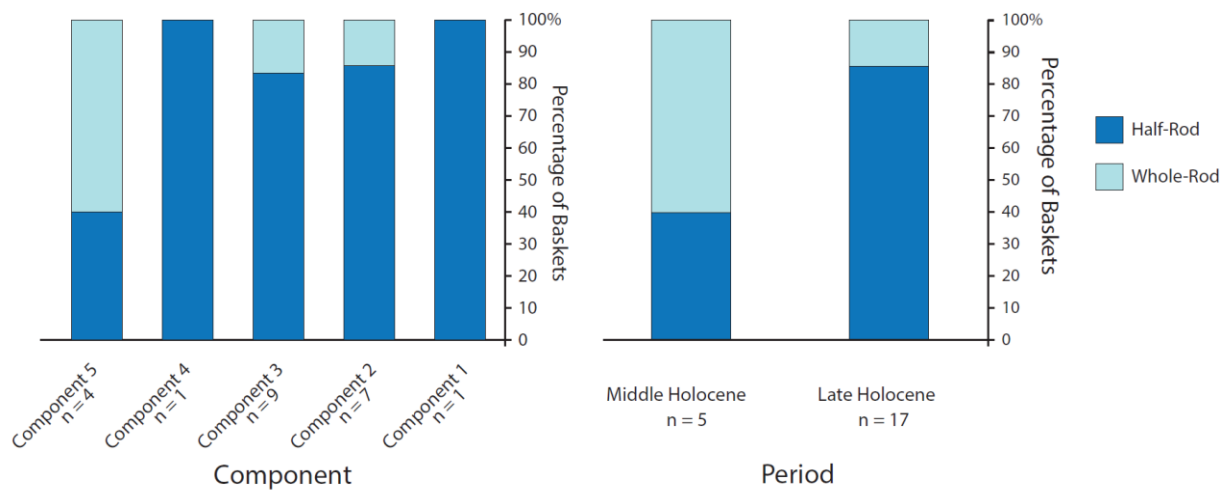 100%
90
80
70
60
50
40
30
20
10
0
Percentage of Baskets
Component 5
n = 4
Component 4
n = 1
Component 3
n = 9
Component 2
n = 7
Component 1
n = 1
Component
100%
90
80
70
60
50
40
30
20
10
0
Percentage of Baskets
Middle Holocene
n = 5
Late Holocene
n = 17
Period
Half-Rod
Whole-Rod